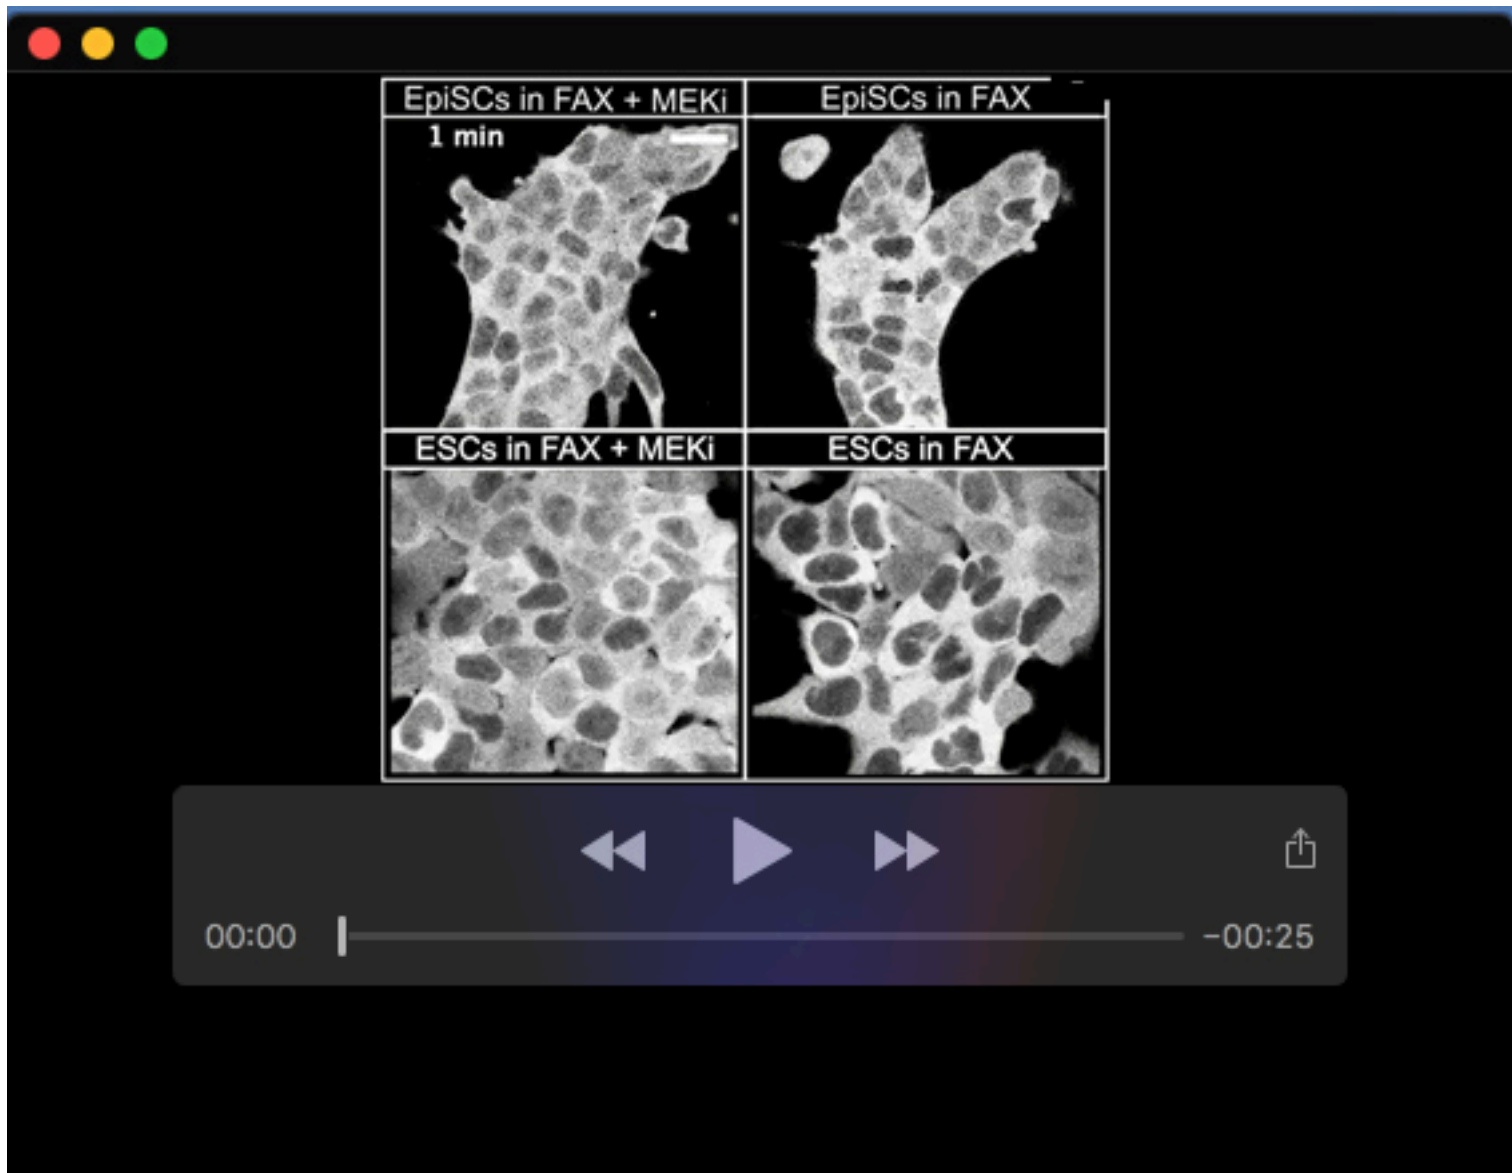 EpiSCs in FAX + MEKi
EpiSCs in FAX
1 min
ESCs in FAX + MEKi
ESCs in FAX
00:00
-00:25